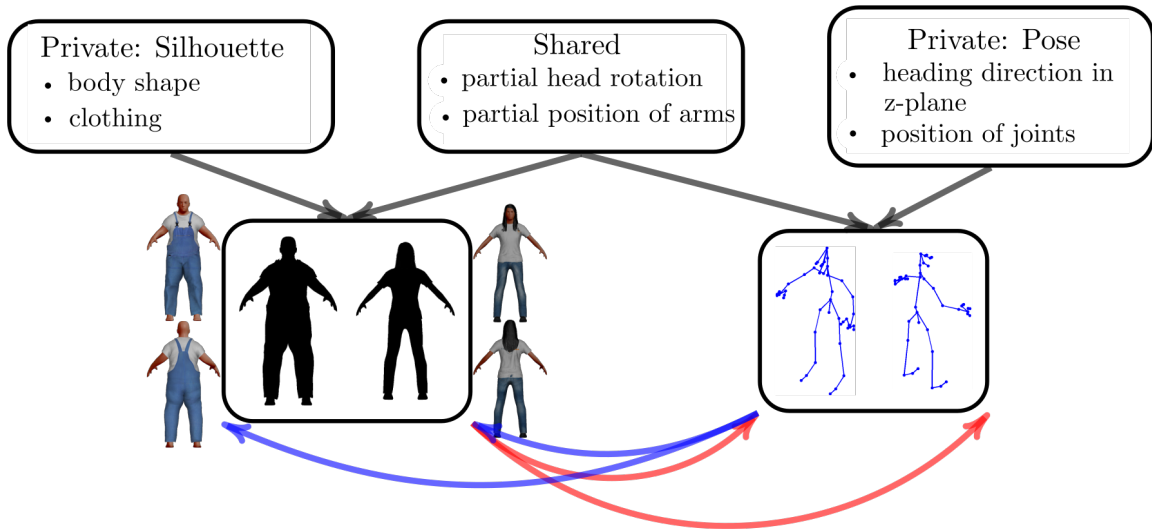 Private: Silhouette
• body shape
• clothing
Shared
• partial head rotation
• partial position of arms
Private: Pose
• heading direction in
z-plane
• position of joints